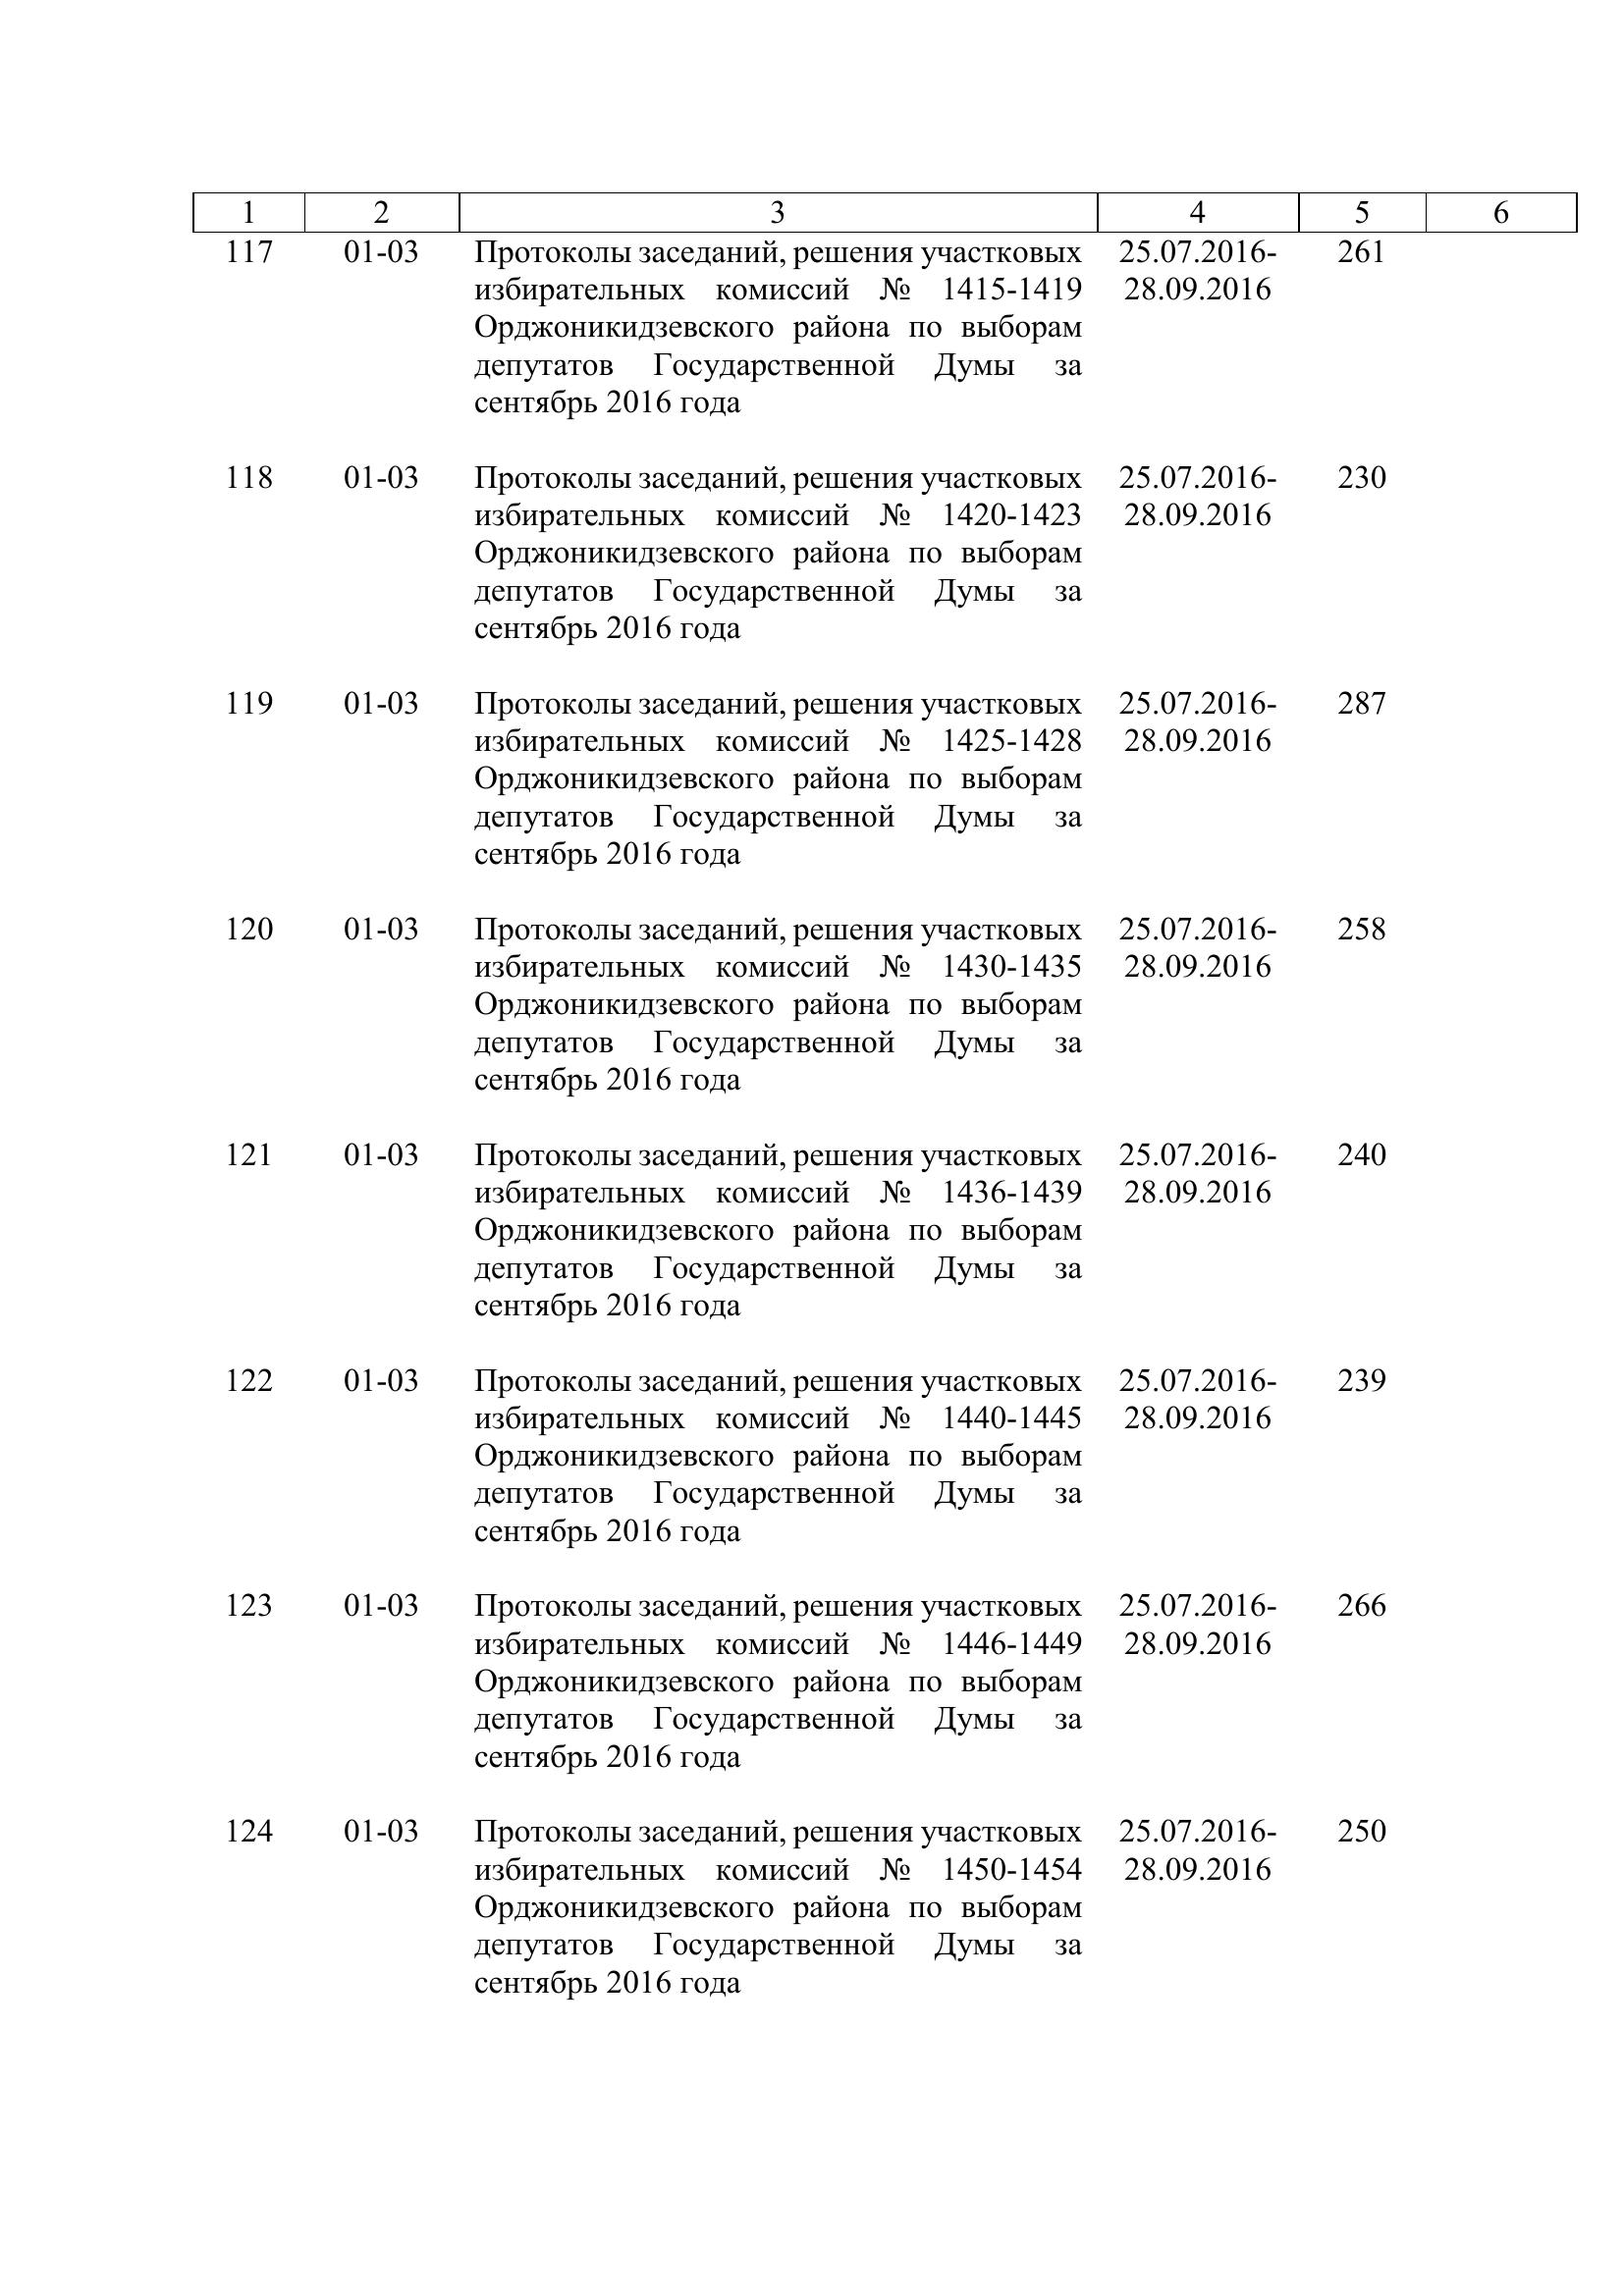 1 2 3 4 5 6
117 01-03 Протоколы заседаний, решения участковых 25.07.2016- 261
избирательных комиссий № 1415-1419 28.09.2016
Орджоникидзевского района по выборам
депутатов Государственной Думы за
сентябрь 2016 года
118 01-03 Протоколы заседаний, решения участковых 25.07.2016- 230
избирательных комиссий № 1420-1423 28.09.2016
Орджоникидзевского района по выборам
депутатов Государственной Думы за
сентябрь 2016 года
119 01-03 Протоколы заседаний, решения участковых 25.07.2016- 287
избирательных комиссий № 1425-1428 28.09.2016
Орджоникидзевского района по выборам
депутатов Государственной Думы за
сентябрь 2016 года
120 01-03 Протоколы заседаний, решения участковых 25.07.2016- 258
избирательных комиссий № 1430-1435 28.09.2016
Орджоникидзевского района по выборам
депутатов Государственной Думы за
сентябрь 2016 года
121 01-03 Протоколы заседаний, решения участковых 25.07.2016- 240
избирательных комиссий № 1436-1439 28.09.2016
Орджоникидзевского района по выборам
депутатов Государственной Думы за
сентябрь 2016 года
122 01-03 Протоколы заседаний, решения участковых 25.07.2016- 239
избирательных комиссий № 1440-1445 28.09.2016
Орджоникидзевского района по выборам
депутатов Государственной Думы за
сентябрь 2016 года
123 01-03 Протоколы заседаний, решения участковых 25.07.2016- 266
избирательных комиссий № 1446-1449 28.09.2016
Орджоникидзевского района по выборам
депутатов Государственной Думы за
сентябрь 2016 года
124 01-03 Протоколы заседаний, решения участковых 25.07.2016- 250
избирательных комиссий № 1450-1454 28.09.2016
Орджоникидзевского района по выборам
депутатов Государственной Думы за
сентябрь 2016 года